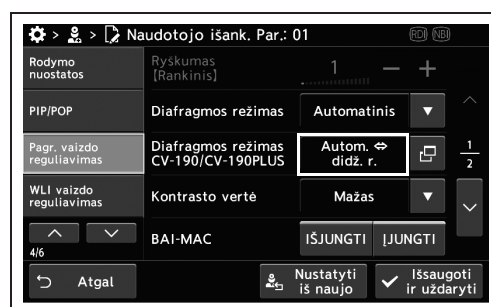 > > Naudotojo išank. Par.: 01 RDI NBI
Rodymo
nuostatos
Ryškumas
[Rankinis]
1 − +
PIP/POP
Diafragmos režimas
Automatinis ▼
Pagr. vaizdo
reguliavimas
Diafragmos režimas
CV-190/CV-190PLUS
Autom. ⇔
didž. r.
1
2
WLI vaizdo
reguliavimas
Kontrasto vertė
Mažas ▼
4/6
BAI-MAC
IŠJUNGTI ĮJUNGTI
Atgal
Nustatyti
iš naujo
Išsaugoti
ir uždaryti